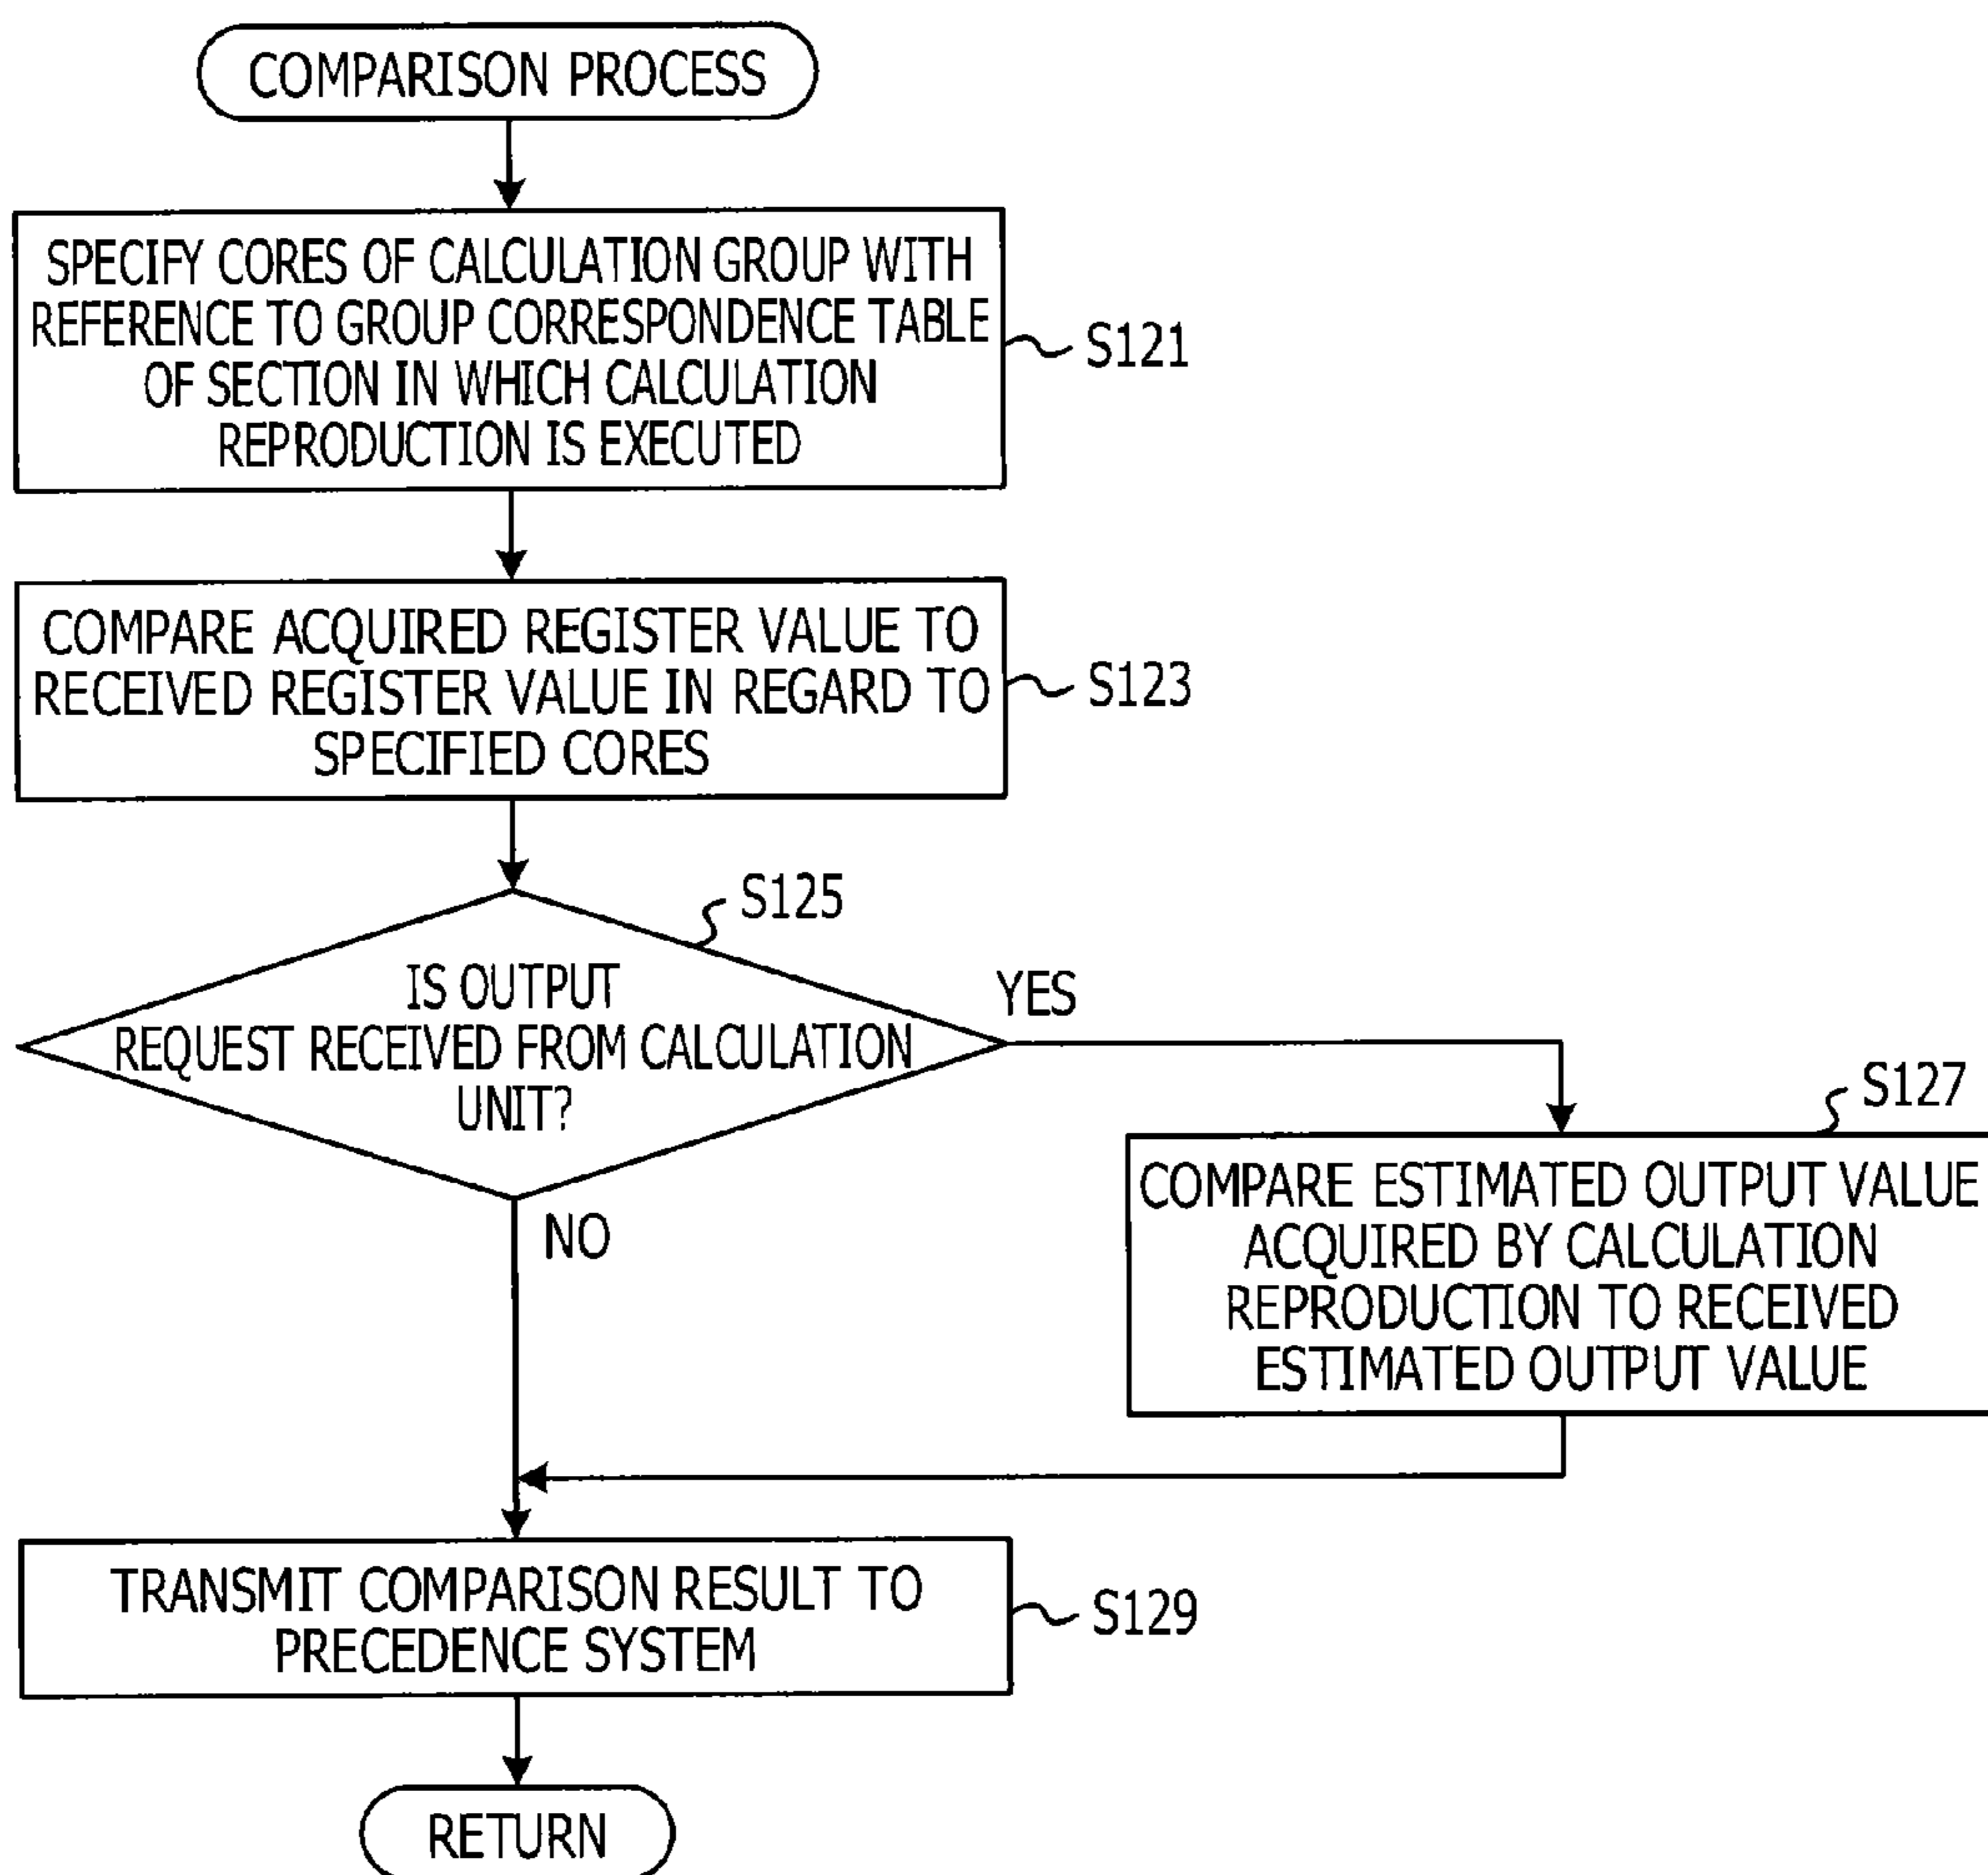 COMPARISON PROCESS
SPECIFY CORES OF CALCULATION GROUP WITH
REFERENCE TO GROUP CORRESPONDENCE TABLE
OF SECTION IN WHICH CALCULATION
REPRODUCTION IS EXECUTED
S121
COMPARE ACQUIRED REGISTER VALUE TO
RECEIVED REGISTER VALUE IN REGARD TO
SPECIFIED CORES
S123
S125
IS OUTPUT
REQUEST RECEIVED FROM CALCULATION
UNIT?
YES
NO
S127
COMPARE ESTIMATED OUTPUT VALUE
ACQUIRED BY CALCULATION
REPRODUCTION TO RECEIVED
ESTIMATED OUTPUT VALUE
TRANSMIT COMPARISON RESULT TO
PRECEDENCE SYSTEM
S129
RETURN